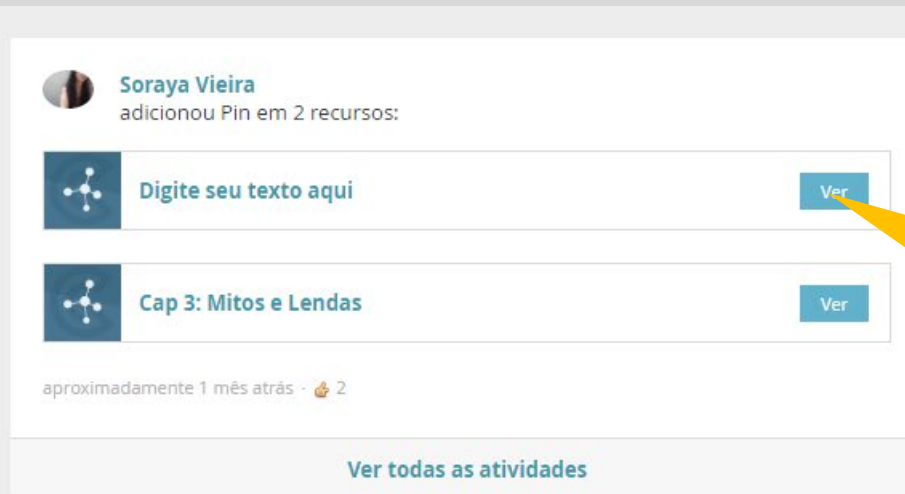 Soraya Vieira
adicionou Pin em 2 recursos:
Digite seu texto aqui
Ver
Cap 3: Mitos e Lendas
Ver
aproximadamente 1 mês atrás · 2
Ver todas as atividades